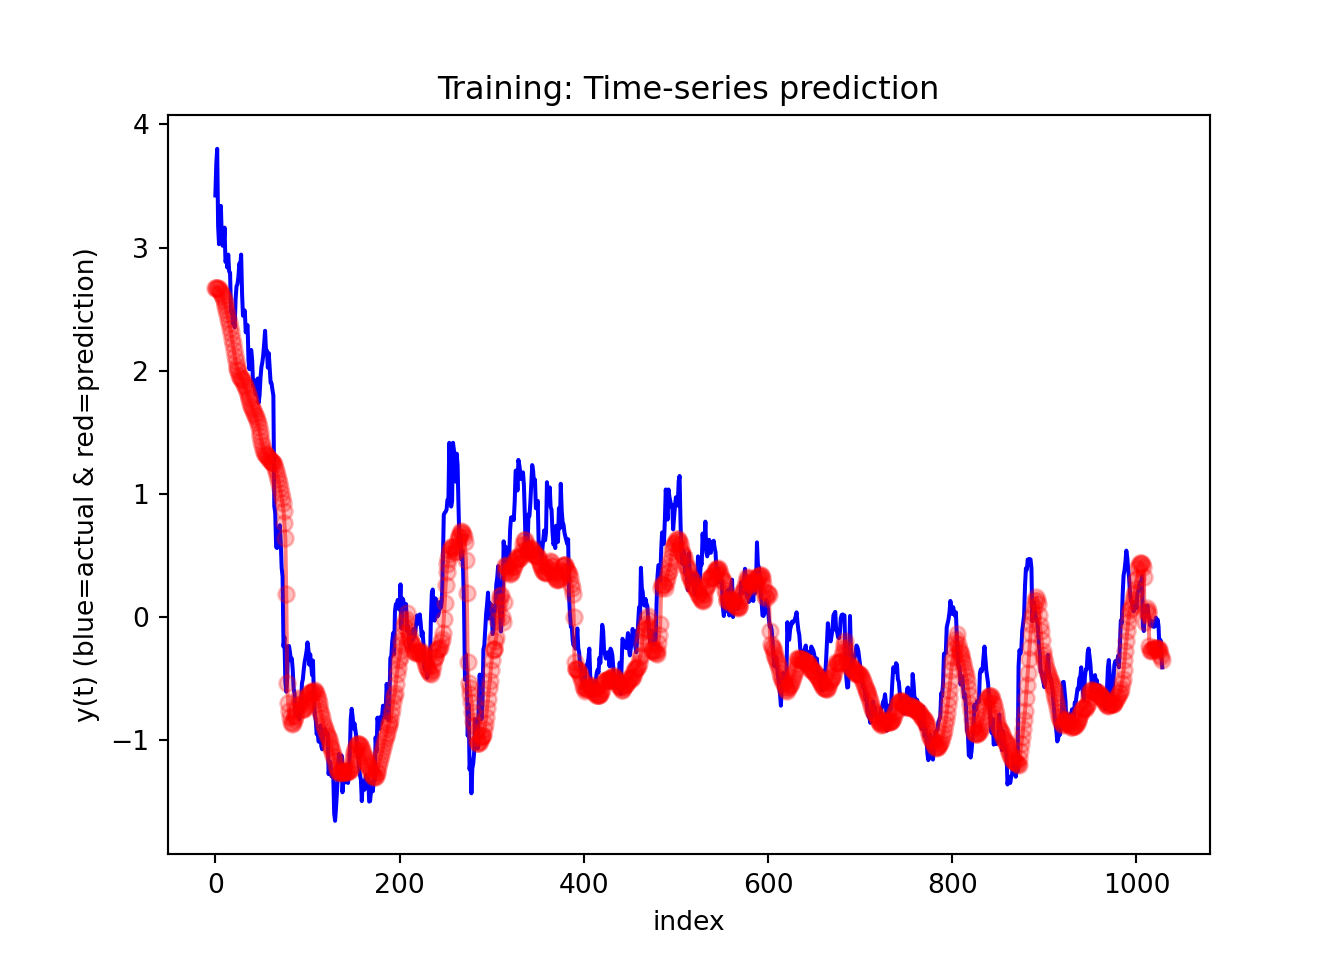 Training: Time-series prediction
y(t) (blue=actual & red=prediction)
4
3
2
1
0
−1
0 200 400 600 800 1000
index